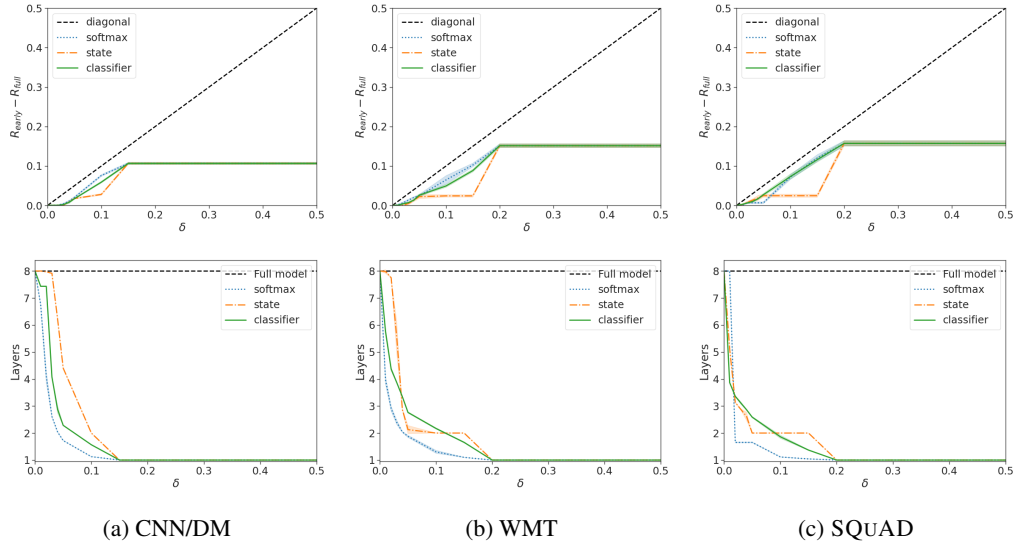 diagonal
softmax
state
classifier
R_early − R_full
0.5
0.4
0.3
0.2
0.1
0.0
0.0 0.1 0.2 0.3 0.4 0.5
δ
diagonal
softmax
state
classifier
R_early − R_full
0.5
0.4
0.3
0.2
0.1
0.0
0.0 0.1 0.2 0.3 0.4 0.5
δ
diagonal
softmax
state
classifier
R_early − R_full
0.5
0.4
0.3
0.2
0.1
0.0
0.0 0.1 0.2 0.3 0.4 0.5
δ
Full model
softmax
state
classifier
Layers
8
7
6
5
4
3
2
1
0.0 0.1 0.2 0.3 0.4 0.5
δ
Full model
softmax
state
classifier
Layers
8
7
6
5
4
3
2
1
0.0 0.1 0.2 0.3 0.4 0.5
δ
Full model
softmax
state
classifier
Layers
8
7
6
5
4
3
2
1
0.0 0.1 0.2 0.3 0.4 0.5
δ
(a) CNN/DM
(b) WMT
(c) SQUAD